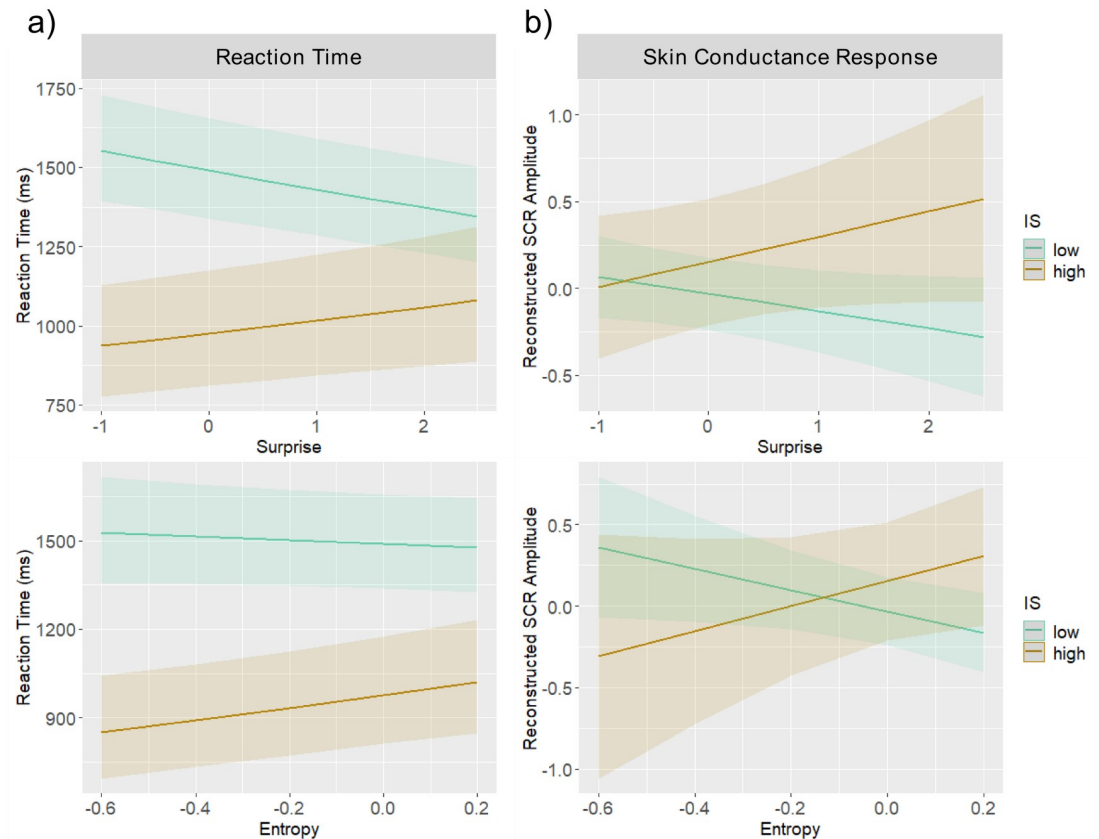 a)
Reaction Time
1750
1500
1250
1000
750
Reaction Time (ms)
-1
0
1
2
Surprise
b)
Skin Conductance Response
1.0
0.5
0.0
-0.5
Reconstructed SCR Amplitude
-1
0
1
2
Surprise
IS
low
high
1500
1200
900
Reaction Time (ms)
-0.6
-0.4
-0.2
0.0
0.2
Entropy
0.5
0.0
-0.5
-1.0
Reconstructed SCR Amplitude
-0.6
-0.4
-0.2
0.0
0.2
Entropy
IS
low
high